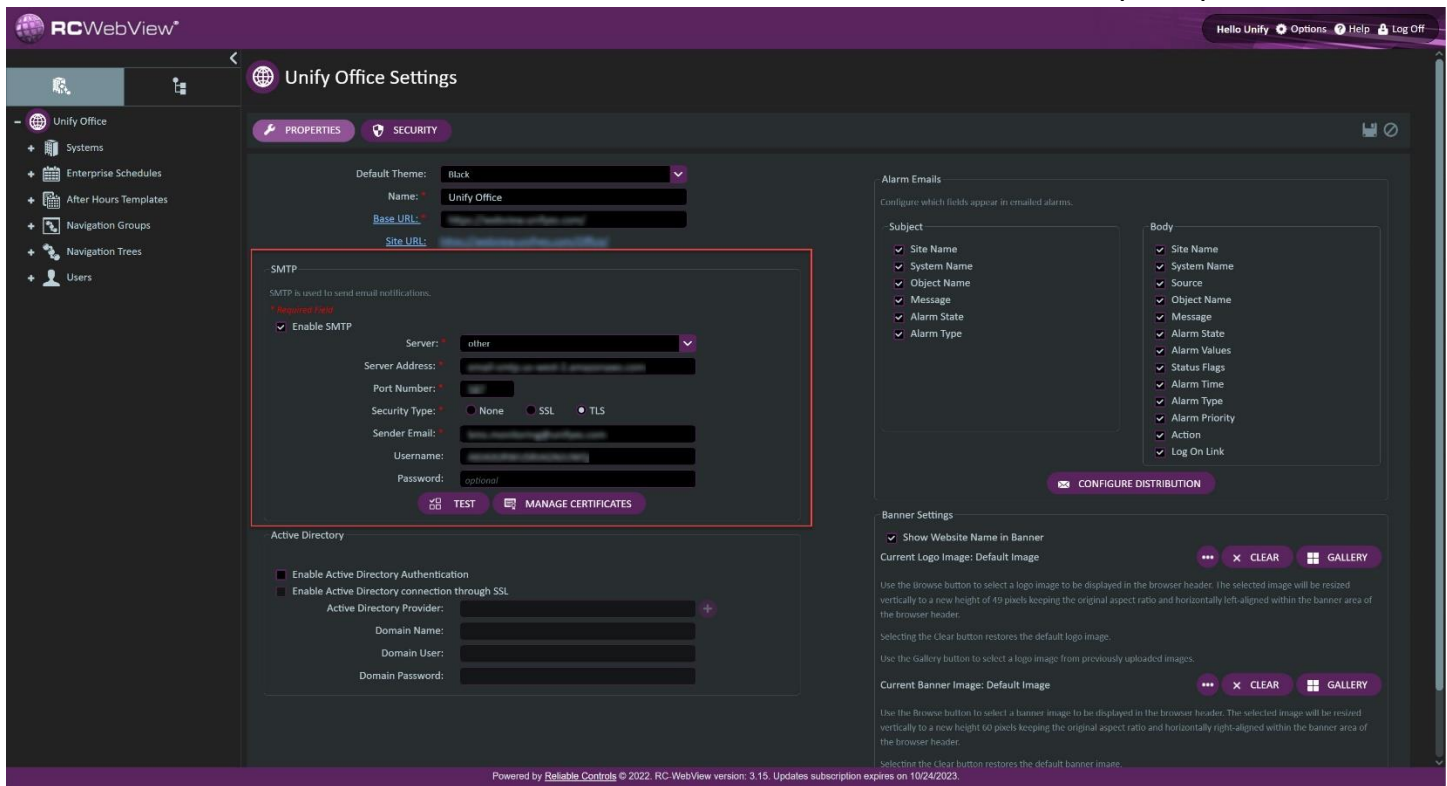 RCWebView
Hello Unify Options Help Log Off
Unify Office Settings
PROPERTIES SECURITY
Unify Office
Systems
Enterprise Schedules
After Hours Templates
Navigation Groups
Navigation Trees
Users
Default Theme: Black
Name: * Unify Office
Base URL: *
Site URL:
SMTP
SMTP is used to send email notifications.
* Required Field
Enable SMTP
Server: * other
Server Address: *
Port Number: *
Security Type: * None SSL TLS
Sender Email: *
Username:
Password: optional
TEST MANAGE CERTIFICATES
Active Directory
Enable Active Directory Authentication
Enable Active Directory connection through SSL
Active Directory Provider:
Domain Name:
Domain User:
Domain Password:
Alarm Emails
Configure which fields appear in emailed alarms.
Subject
Site Name
System Name
Object Name
Message
Alarm State
Alarm Type
Body
Site Name
System Name
Source
Object Name
Message
Alarm State
Alarm Values
Status Flags
Alarm Time
Alarm Type
Alarm Priority
Action
Log On Link
CONFIGURE DISTRIBUTION
Banner Settings
Show Website Name in Banner
Current Logo Image: Default Image CLEAR GALLERY
Use the Browse button to select a logo image to be displayed in the browser header. The selected image will be resized
vertically to a new height of 49 pixels keeping the original aspect ratio and horizontally left-aligned within the banner area of
the browser header.
Selecting the Clear button restores the default logo image.
Use the Gallery button to select a logo image from previously uploaded images.
Current Banner Image: Default Image CLEAR GALLERY
Use the Browse button to select a banner image to be displayed in the browser header. The selected image will be resized
vertically to a new height 60 pixels keeping the original aspect ratio and horizontally right-aligned within the banner area of
the browser header.
Selecting the Clear button restores the default banner image.
Powered by Reliable Controls © 2022. RC-WebView version: 3.15. Updates subscription expires on 10/24/2023.